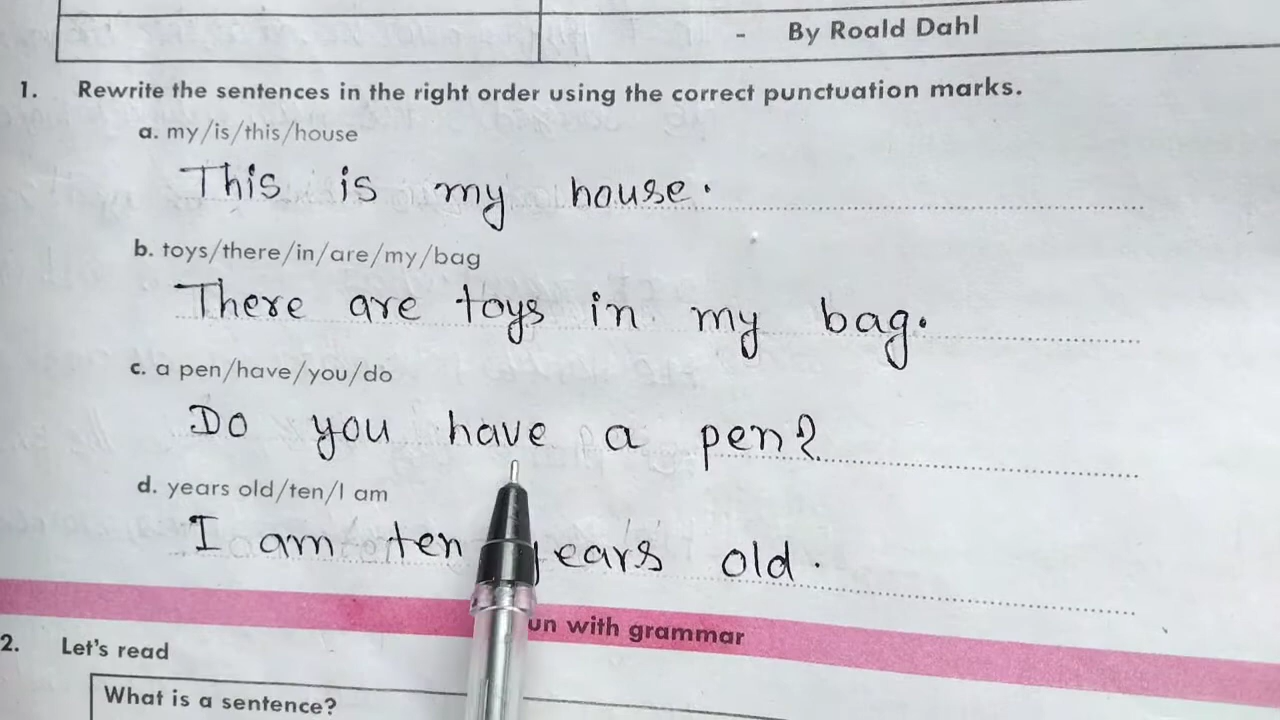 - By Roald Dahl
1. Rewrite the sentences in the right order using the correct punctuation marks.
a. my/is/this/house
This is my house.
b. toys/there/in/are/my/bag
There are toys in my bag.
c. a pen/have/you/do
Do you have a pen?
d. years old/ten/I am
I am ten years old.
un with grammar
2. Let's read
What is a sentence?